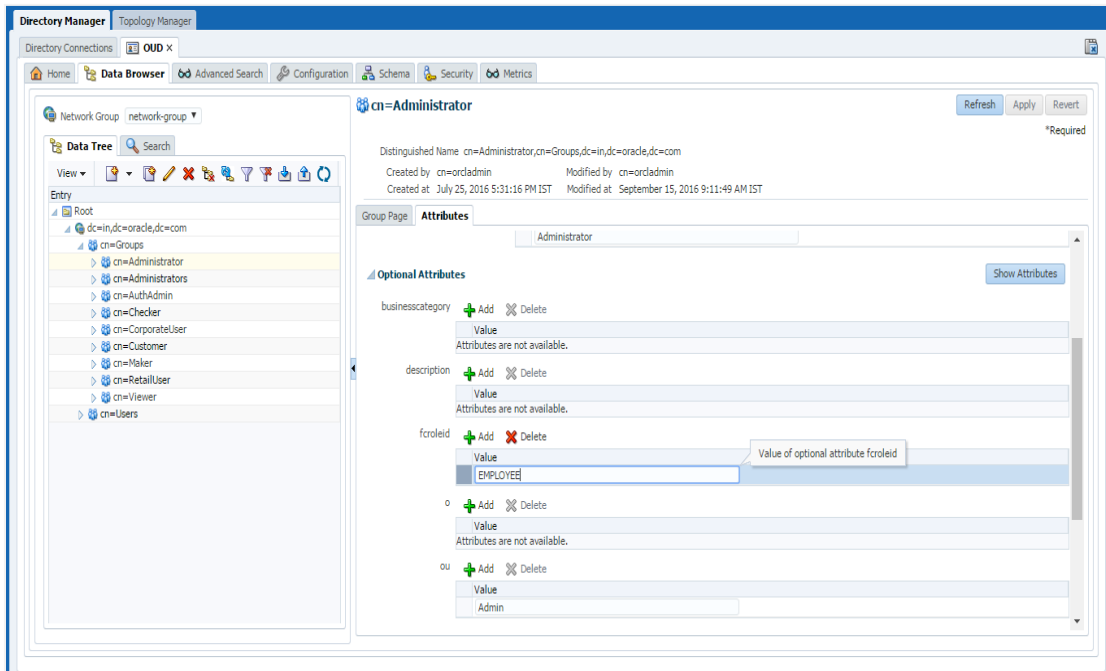 Directory Manager Topology Manager
Directory Connections OUD ×
Home Data Browser Advanced Search Configuration Schema Security Metrics
Network Group network-group
Data Tree Search
View
Entry
Root
dc=in,dc=oracle,dc=com
cn=Groups
cn=Administrator
cn=Administrators
cn=AuthAdmin
cn=Checker
cn=CorporateUser
cn=Customer
cn=Maker
cn=RetailUser
cn=Viewer
cn=Users
cn=Administrator
Refresh Apply Revert
*Required
Distinguished Name cn=Administrator,cn=Groups,dc=in,dc=oracle,dc=com
Created by cn=orcladmin Modified by cn=orcladmin
Created at July 25, 2016 5:31:16 PM IST Modified at September 15, 2016 9:11:49 AM IST
Group Page Attributes
Administrator
Optional Attributes Show Attributes
businesscategory Add Delete
Value
Attributes are not available.
description Add Delete
Value
Attributes are not available.
fcroleid Add Delete
Value
Value of optional attribute fcroleid
EMPLOYEE
o Add Delete
Value
Attributes are not available.
ou Add Delete
Value
Admin